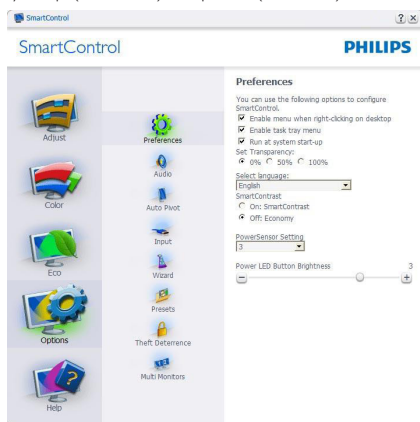 SmartControl
SmartControl
PHILIPS
Adjust
Color
Eco
Options
Help
Preferences
Audio
Auto Pivot
Input
Wizard
Presets
Theft Deterrence
Multi Monitors
Preferences
You can use the following options to configure
SmartControl.
Enable menu when right-clicking on desktop
Enable task tray menu
Run at system start-up
Set Transparency:
0% 50% 100%
Select language:
English
SmartContrast
On: SmartContrast
Off: Economy
PowerSensor Setting
3
Power LED Button Brightness 3